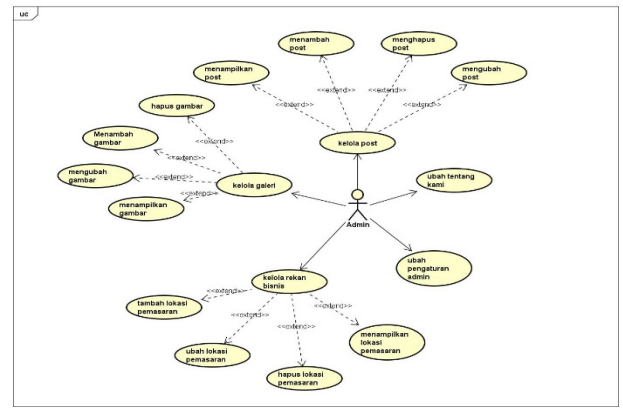 uc
menambah
post
menghapus
post
menampilkan
post
mengubah
post
<<extend>>
<<extend>>
<<extend>>
<<extend>>
hapus gambar
kelola post
Menambah
gambar
<<extend>>
<<extend>>
mengubah
gambar
<<extend>>
<<extend>>
kelola galeri
menampilkan
gambar
ubah tentang
kami
Admin
ubah
pengaturan
admin
kelola rekan
bisnis
<<extend>>
tambah lokasi
pemasaran
<<extend>>
<<extend>>
<<extend>>
menampilkan
lokasi
pemasaran
ubah lokasi
pemasaran
hapus lokasi
pemasaran